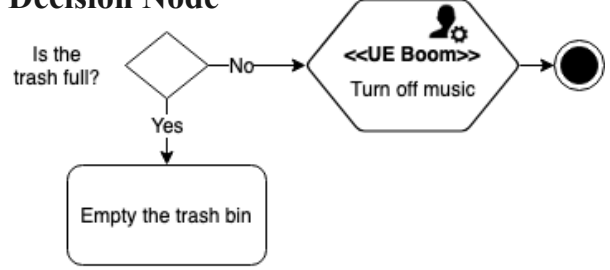 Decision Node
Is the
trash full?
No
<<UE Boom>>
Turn off music
Yes
Empty the trash bin